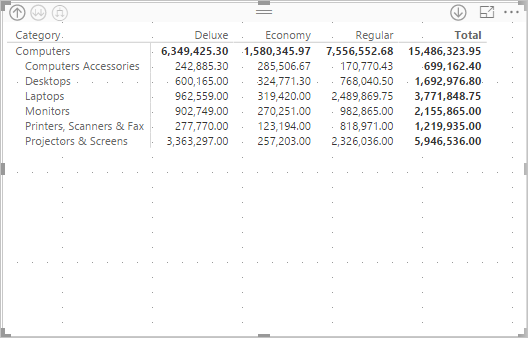 Category Deluxe Economy Regular Total
Computers 6,349,425.30 1,580,345.97 7,556,552.68 15,486,323.95
Computers Accessories 242,885.30 285,506.67 170,770.43 699,162.40
Desktops 600,165.00 324,771.30 768,040.50 1,692,976.80
Laptops 962,559.00 319,420.00 2,489,869.75 3,771,848.75
Monitors 902,749.00 270,251.00 982,865.00 2,155,865.00
Printers, Scanners & Fax 277,770.00 123,194.00 818,971.00 1,219,935.00
Projectors & Screens 3,363,297.00 257,203.00 2,326,036.00 5,946,536.00